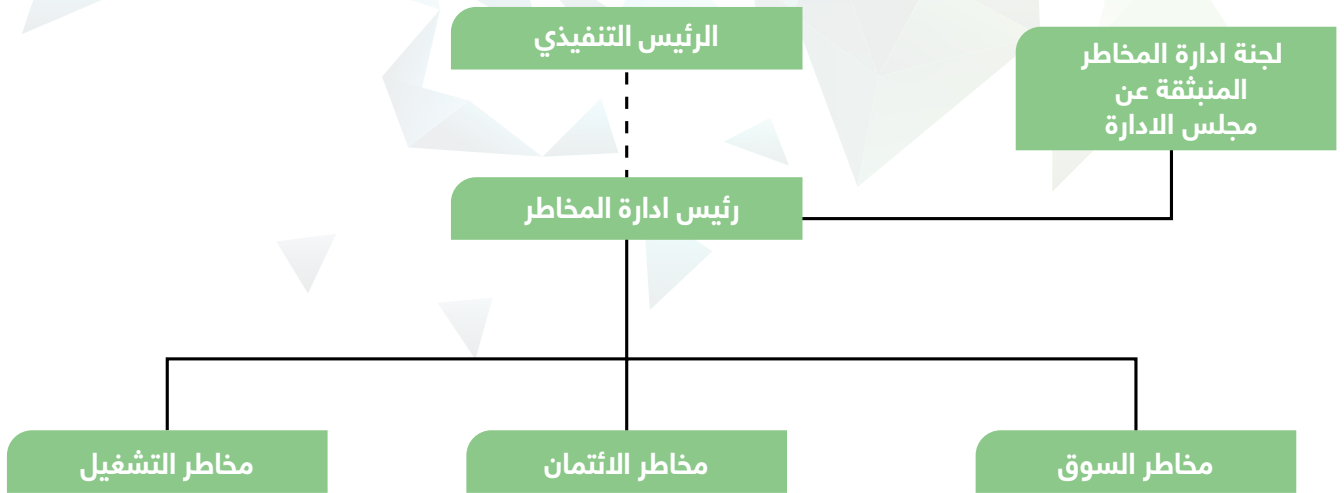 الرئيس التنفيذي
لجنة ادارة المخاطر
المنبثقة عن
مجلس الادارة
رئيس ادارة المخاطر
مخاطر السوق
مخاطر الائتمان
مخاطر التشغيل